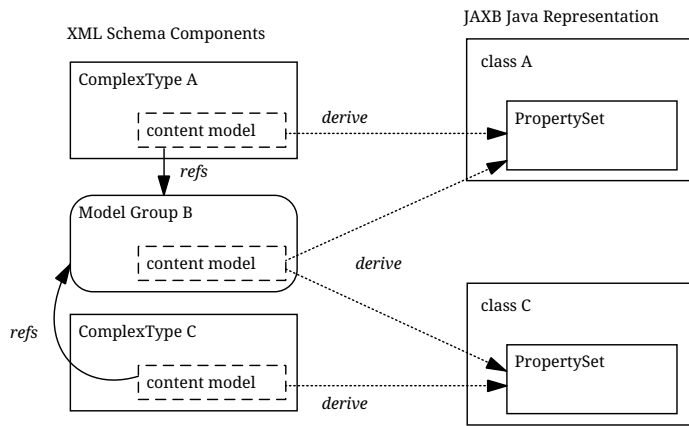 JAXB Java Representation
XML Schema Components
ComplexType A
content model
refs
derive
class A
PropertySet
Model Group B
content model
derive
refs
ComplexType C
content model
derive
class C
PropertySet